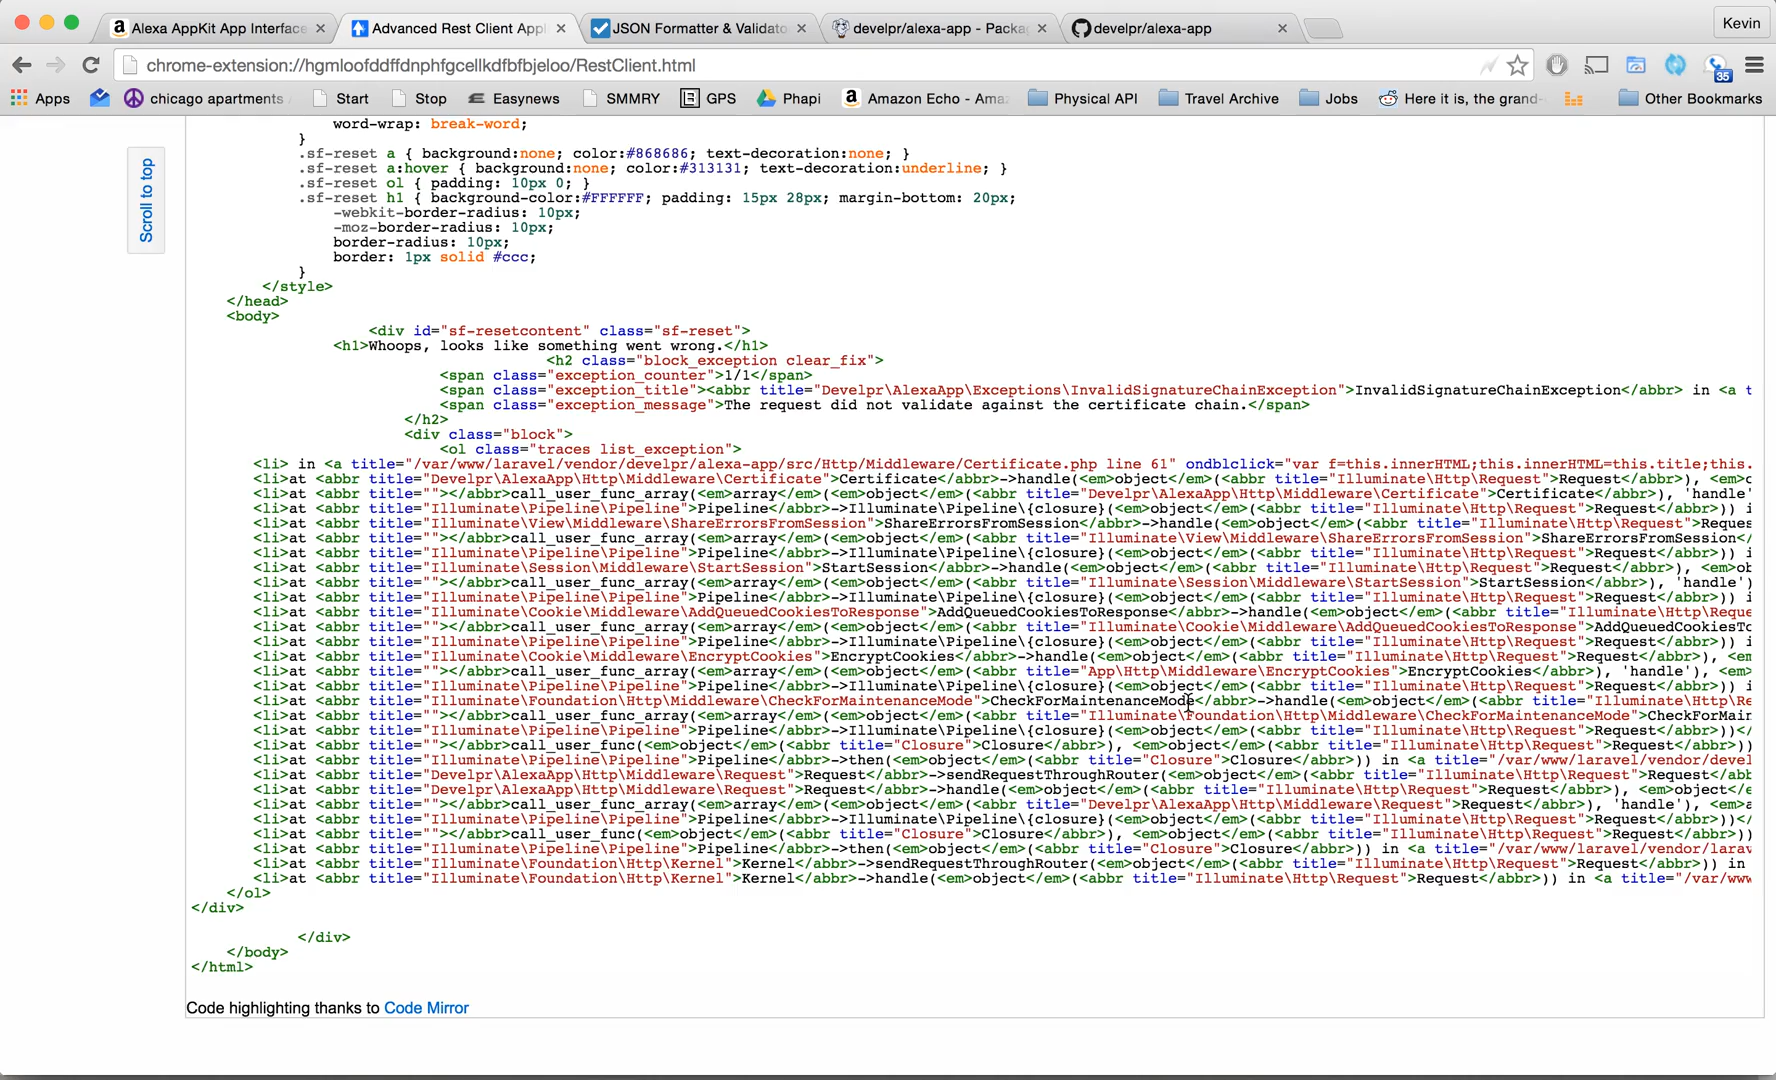 Alexa AppKit App Interface
Advanced Rest Client Appl
JSON Formatter & Validato
develpr/alexa-app - Packag
develpr/alexa-app
Kevin
chrome-extension://hgmloofddffdnphfgcellkdfbfbjeloo/RestClient.html
35
Apps
chicago apartments
Start
Stop
Easynews
SMMRY
GPS
Phapi
Amazon Echo - Ama
Physical API
Travel Archive
Jobs
Here it is, the grand-
Other Bookmarks
Scroll to top
word-wrap: break-word;
}
.sf-reset a { background:none; color:#868686; text-decoration:none; }
.sf-reset a:hover { background:none; color:#313131; text-decoration:underline; }
.sf-reset ol { padding: 10px 0; }
.sf-reset h1 { background-color:#FFFFFF; padding: 15px 28px; margin-bottom: 20px;
-webkit-border-radius: 10px;
-moz-border-radius: 10px;
border-radius: 10px;
border: 1px solid #ccc;
}
</style>
</head>
<body>
<div id="sf-resetcontent" class="sf-reset">
<h1>Whoops, looks like something went wrong.</h1>
<h2 class="block_exception clear_fix">
<span class="exception_counter">1/1</span>
<span class="exception_title"><abbr title="Develpr\AlexaApp\Exceptions\InvalidSignatureChainException">InvalidSignatureChainException</abbr> in <a t
<span class="exception_message">The request did not validate against the certificate chain.</span>
</h2>
<div class="block">
<ol class="traces list_exception">
<li> in <a title="/var/www/laravel/vendor/develpr/alexa-app/src/Http/Middleware/Certificate.php line 61" ondblclick="var f=this.innerHTML;this.innerHTML=this.title;this.
<li>at <abbr title="Develpr\AlexaApp\Http\Middleware\Certificate">Certificate</abbr>->handle(<em>object</em>(<abbr title="Illuminate\Http\Request">Request</abbr>), <em>o
<li>at <abbr title=""></abbr>call_user_func_array(<em>array</em>(<em>object</em>(<abbr title="Develpr\AlexaApp\Http\Middleware\Certificate">Certificate</abbr>), 'handle'
<li>at <abbr title="Illuminate\Pipeline\Pipeline">Pipeline</abbr>->Illuminate\Pipeline\{closure}(<em>object</em>(<abbr title="Illuminate\Http\Request">Request</abbr>)) i
<li>at <abbr title="Illuminate\View\Middleware\ShareErrorsFromSession">ShareErrorsFromSession</abbr>->handle(<em>object</em>(<abbr title="Illuminate\Http\Request">Reques
<li>at <abbr title=""></abbr>call_user_func_array(<em>array</em>(<em>object</em>(<abbr title="Illuminate\View\Middleware\ShareErrorsFromSession">ShareErrorsFromSession</
<li>at <abbr title="Illuminate\Pipeline\Pipeline">Pipeline</abbr>->Illuminate\Pipeline\{closure}(<em>object</em>(<abbr title="Illuminate\Http\Request">Request</abbr>)) i
<li>at <abbr title="Illuminate\Session\Middleware\StartSession">StartSession</abbr>->handle(<em>object</em>(<abbr title="Illuminate\Http\Request">Request</abbr>), <em>ob
<li>at <abbr title=""></abbr>call_user_func_array(<em>array</em>(<em>object</em>(<abbr title="Illuminate\Session\Middleware\StartSession">StartSession</abbr>), 'handle')
<li>at <abbr title="Illuminate\Pipeline\Pipeline">Pipeline</abbr>->Illuminate\Pipeline\{closure}(<em>object</em>(<abbr title="Illuminate\Http\Request">Request</abbr>)) i
<li>at <abbr title="Illuminate\Cookie\Middleware\AddQueuedCookiesToResponse">AddQueuedCookiesToResponse</abbr>->handle(<em>object</em>(<abbr title="Illuminate\Http\Reque
<li>at <abbr title=""></abbr>call_user_func_array(<em>array</em>(<em>object</em>(<abbr title="Illuminate\Cookie\Middleware\AddQueuedCookiesToResponse">AddQueuedCookiesTo
<li>at <abbr title="Illuminate\Pipeline\Pipeline">Pipeline</abbr>->Illuminate\Pipeline\{closure}(<em>object</em>(<abbr title="Illuminate\Http\Request">Request</abbr>)) i
<li>at <abbr title="Illuminate\Cookie\Middleware\EncryptCookies">EncryptCookies</abbr>->handle(<em>object</em>(<abbr title="Illuminate\Http\Request">Request</abbr>), <em
<li>at <abbr title=""></abbr>call_user_func_array(<em>array</em>(<em>object</em>(<abbr title="App\Http\Middleware\EncryptCookies">EncryptCookies</abbr>), 'handle'), <em>
<li>at <abbr title="Illuminate\Pipeline\Pipeline">Pipeline</abbr>->Illuminate\Pipeline\{closure}(<em>object</em>(<abbr title="Illuminate\Http\Request">Request</abbr>)) i
<li>at <abbr title="Illuminate\Foundation\Http\Middleware\CheckForMaintenanceMode">CheckForMaintenanceMode</abbr>->handle(<em>object</em>(<abbr title="Illuminate\Http\Re
<li>at <abbr title=""></abbr>call_user_func_array(<em>array</em>(<em>object</em>(<abbr title="Illuminate\Foundation\Http\Middleware\CheckForMaintenanceMode">CheckForMain
<li>at <abbr title="Illuminate\Pipeline\Pipeline">Pipeline</abbr>->Illuminate\Pipeline\{closure}(<em>object</em>(<abbr title="Illuminate\Http\Request">Request</abbr>))</
<li>at <abbr title=""></abbr>call_user_func(<em>object</em>(<abbr title="Closure">Closure</abbr>), <em>object</em>(<abbr title="Illuminate\Http\Request">Request</abbr>))
<li>at <abbr title="Illuminate\Pipeline\Pipeline">Pipeline</abbr>->then(<em>object</em>(<abbr title="Closure">Closure</abbr>)) in <a title="/var/www/laravel/vendor/devel
<li>at <abbr title="Develpr\AlexaApp\Http\Middleware\Request">Request</abbr>->sendRequestThroughRouter(<em>object</em>(<abbr title="Illuminate\Http\Request">Request</abb
<li>at <abbr title="Develpr\AlexaApp\Http\Middleware\Request">Request</abbr>->handle(<em>object</em>(<abbr title="Illuminate\Http\Request">Request</abbr>), <em>object</e
<li>at <abbr title=""></abbr>call_user_func_array(<em>array</em>(<em>object</em>(<abbr title="Develpr\AlexaApp\Http\Middleware\Request">Request</abbr>), 'handle'), <em>a
<li>at <abbr title="Illuminate\Pipeline\Pipeline">Pipeline</abbr>->Illuminate\Pipeline\{closure}(<em>object</em>(<abbr title="Illuminate\Http\Request">Request</abbr>))</
<li>at <abbr title=""></abbr>call_user_func(<em>object</em>(<abbr title="Closure">Closure</abbr>), <em>object</em>(<abbr title="Illuminate\Http\Request">Request</abbr>))
<li>at <abbr title="Illuminate\Pipeline\Pipeline">Pipeline</abbr>->then(<em>object</em>(<abbr title="Closure">Closure</abbr>)) in <a title="/var/www/laravel/vendor/larav
<li>at <abbr title="Illuminate\Foundation\Http\Kernel">Kernel</abbr>->sendRequestThroughRouter(<em>object</em>(<abbr title="Illuminate\Http\Request">Request</abbr>)) in
<li>at <abbr title="Illuminate\Foundation\Http\Kernel">Kernel</abbr>->handle(<em>object</em>(<abbr title="Illuminate\Http\Request">Request</abbr>)) in <a title="/var/www
</ol>
</div>
</div>
</body>
</html>
Code highlighting thanks to Code Mirror